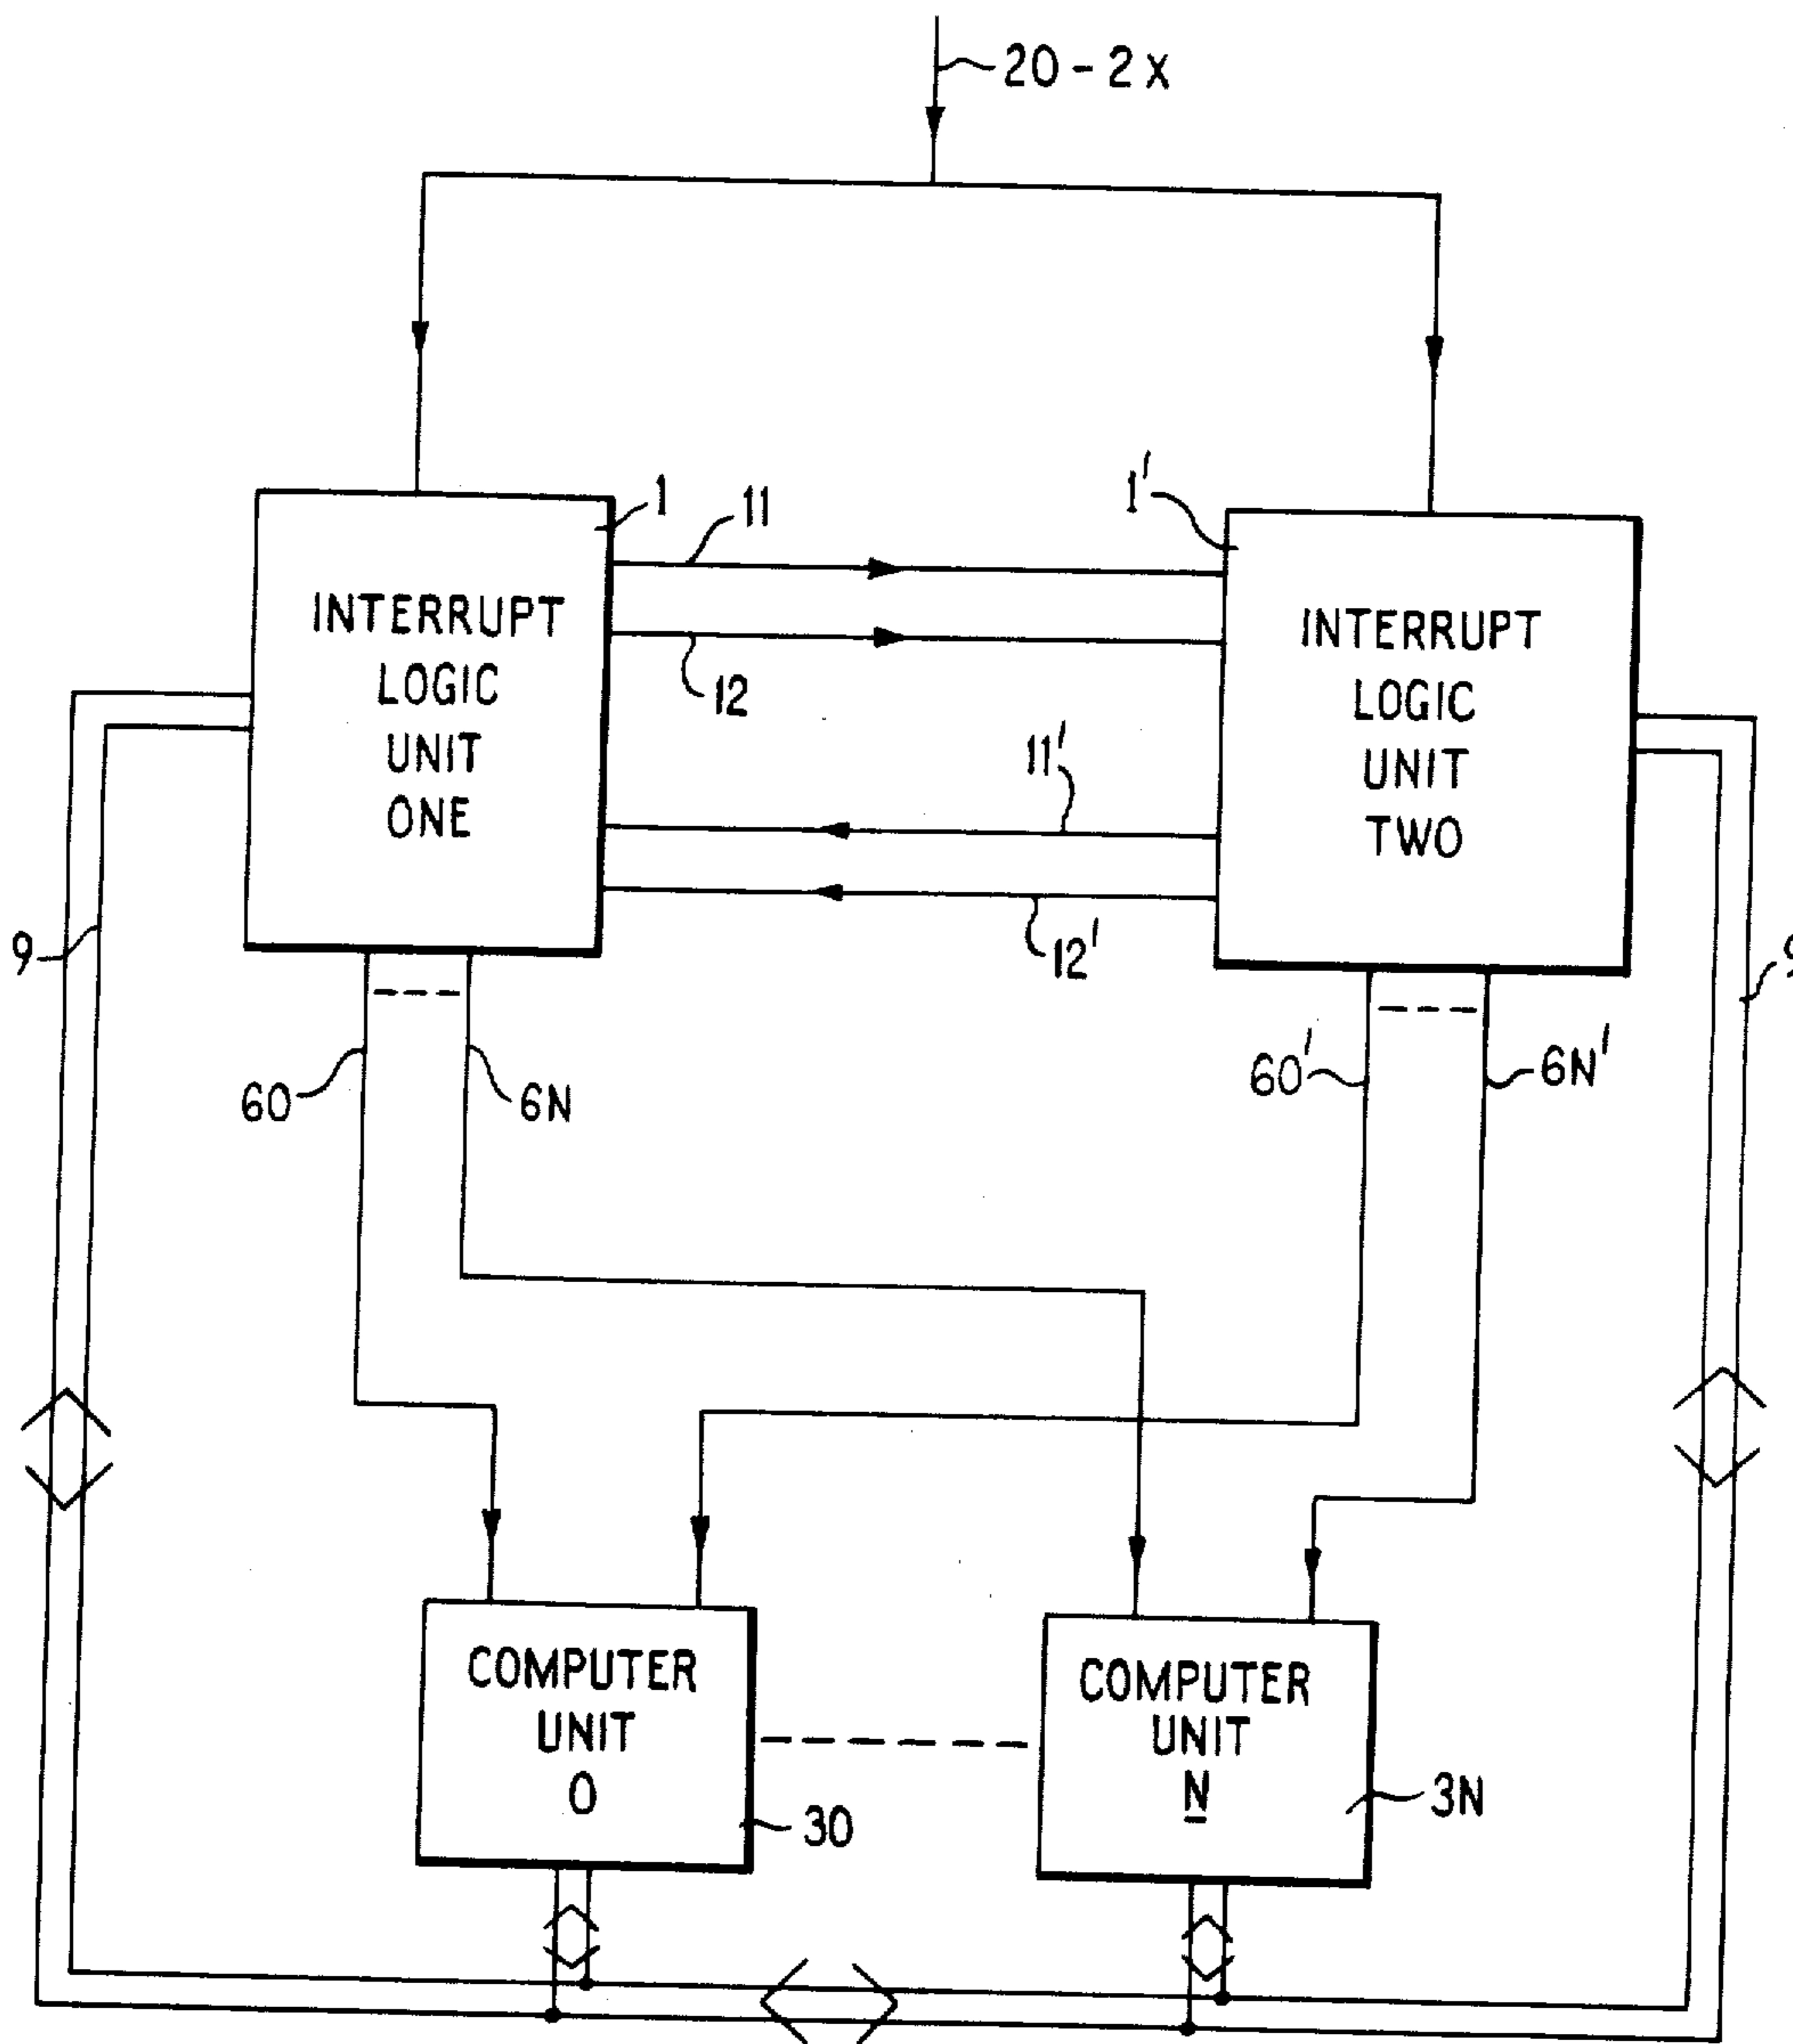 20-2X
1
11
1'
INTERRUPT
LOGIC
UNIT
ONE
12
INTERRUPT
LOGIC
UNIT
TWO
11'
12'
9
9
60
6N
60'
6N'
COMPUTER
UNIT
0
30
COMPUTER
UNIT
N
3N